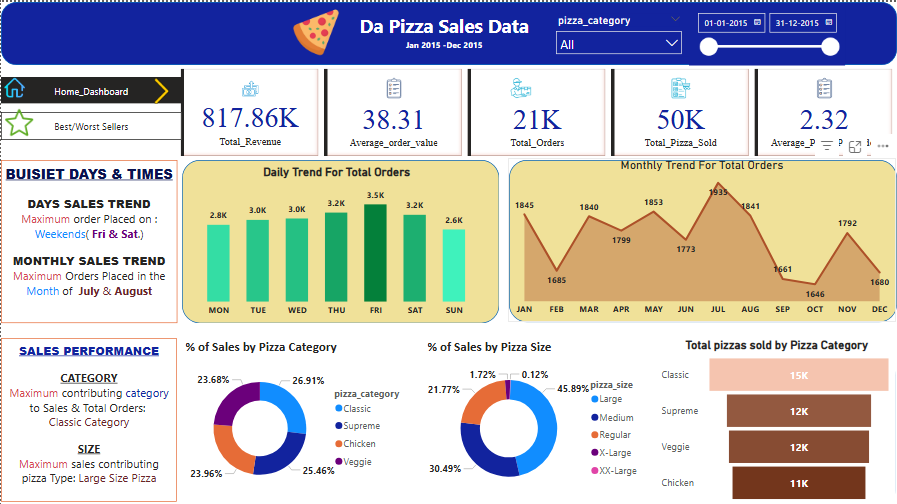 Da Pizza Sales Data
Jan 2015 -Dec 2015
pizza_category
All
01-01-2015
31-12-2015
Home_Dashboard
Best/Worst Sellers
817.86K
Total_Revenue
38.31
Average_order_value
21K
Total_Orders
50K
Total_Pizza_Sold
2.32
BUISIET DAYS & TIMES
DAYS SALES TREND
Maximum order Placed on :
Weekends( Fri & Sat.)
MONTHLY SALES TREND
Maximum Orders Placed in the
Month of July & August
Daily Trend For Total Orders
2.8K
3.0K
3.0K
3.2K
3.5K
3.2K
2.6K
MON
TUE
WED
THU
FRI
SAT
SUN
Monthly Trend For Total Orders
1845
1685
1840
1799
1853
1773
1935
1841
1661
1646
1792
1680
JAN
FEB
MAR
APR
MAY
JUN
JUL
AUG
SEP
OCT
NOV
DEC
SALES PERFORMANCE
CATEGORY
Maximum contributing category
to Sales & Total Orders:
Classic Category
SIZE
Maximum sales contributing
pizza Type: Large Size Pizza
% of Sales by Pizza Category
23.68%
26.91%
23.96%
25.46%
pizza_category
Classic
Supreme
Chicken
Veggie
% of Sales by Pizza Size
1.72%
0.12%
21.77%
45.89%
30.49%
pizza_size
Large
Medium
Regular
X-Large
XX-Large
Total pizzas sold by Pizza Category
Classic
15K
Supreme
12K
Veggie
12K
Chicken
11K